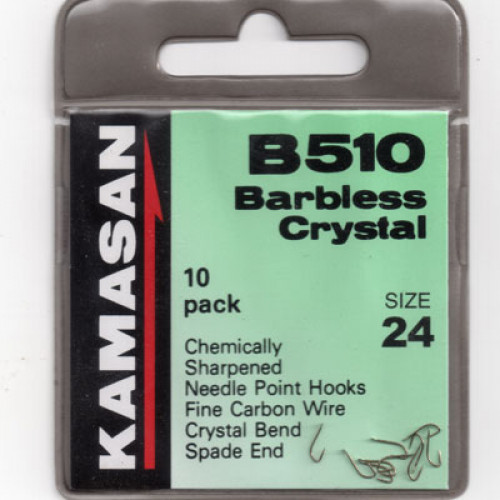 KAMASAN
B510
Barbless
Crystal
10
pack
SIZE
24
Chemically
Sharpened
Needle Point Hooks
Fine Carbon Wire
Crystal Bend
Spade End